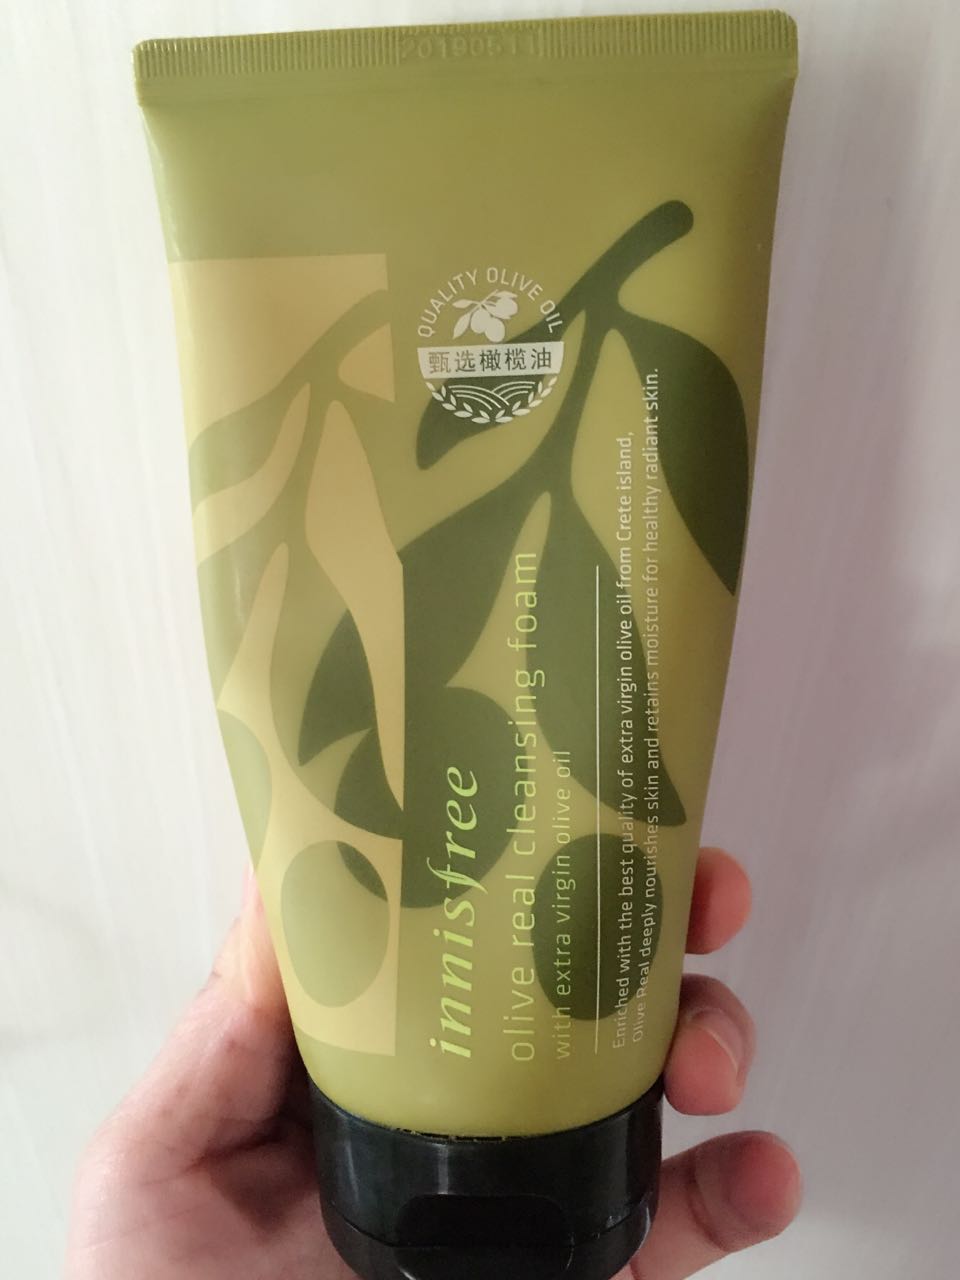 20190511
QUALITY OLIVE OIL
甄选橄榄油
innisfree
olive real cleansing foam
with extra virgin olive oil
Enriched with the best quality of extra virgin olive oil from Crete island,
Olive Real deeply nourishes skin and retains moisture for healthy radiant skin.